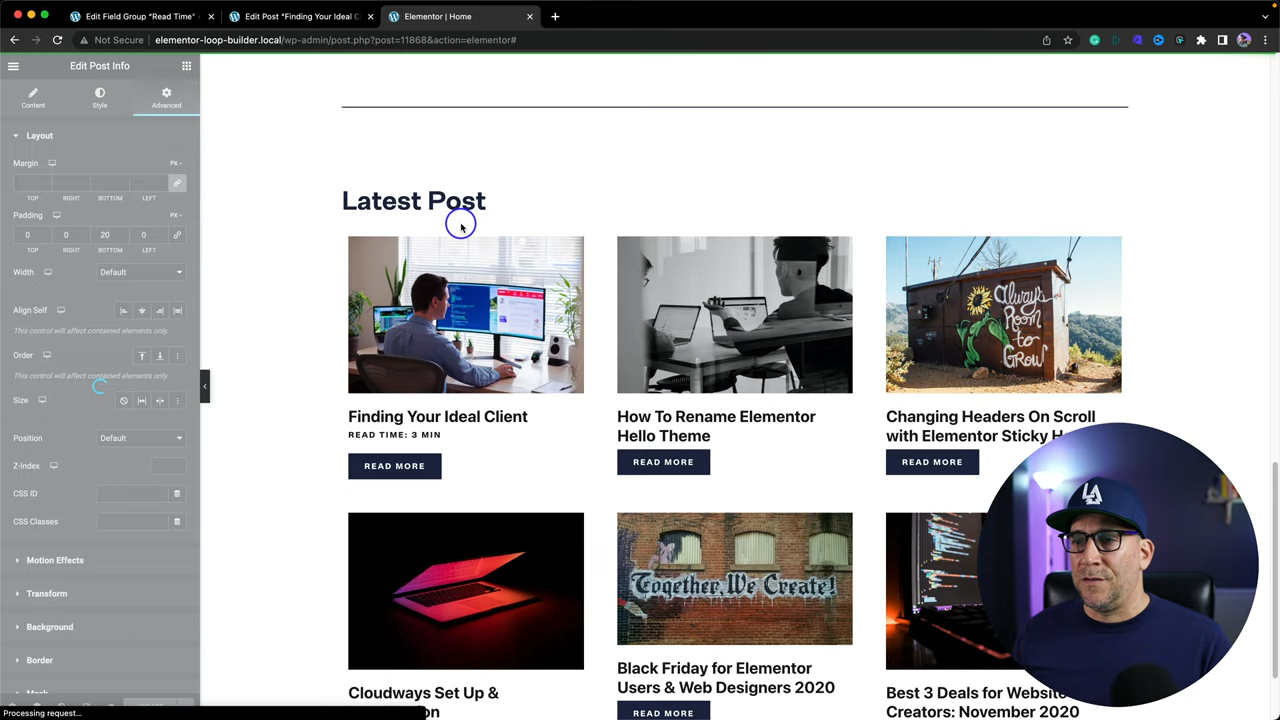 Edit Field Group “Read Time” ‹
Edit Post “Finding Your Ideal C
Elementor | Home
Not Secure
elementor-loop-builder.local/wp-admin/post.php?post=11868&action=elementor#
Edit Post Info
Content
Style
Advanced
Layout
Margin
PX
TOP RIGHT BOTTOM LEFT
Padding
PX
0 0 20 0
TOP RIGHT BOTTOM LEFT
Width
Default
Align Self
This control will affect contained elements only.
Order
This control will affect contained elements only.
Size
Position
Default
Z-Index
CSS ID
CSS Classes
Motion Effects
Transform
Background
Border
Processing request...
Latest Post
Finding Your Ideal Client
READ TIME: 3 MIN
READ MORE
How To Rename Elementor
Hello Theme
READ MORE
Always
Room
to
Grow
Changing Headers On Scroll
with Elementor Sticky
READ MORE
LA
Cloudways Set Up &
Together, We Create!
Black Friday for Elementor
Users & Web Designers 2020
READ MORE
Best 3 Deals for Website
Creators: November 2020